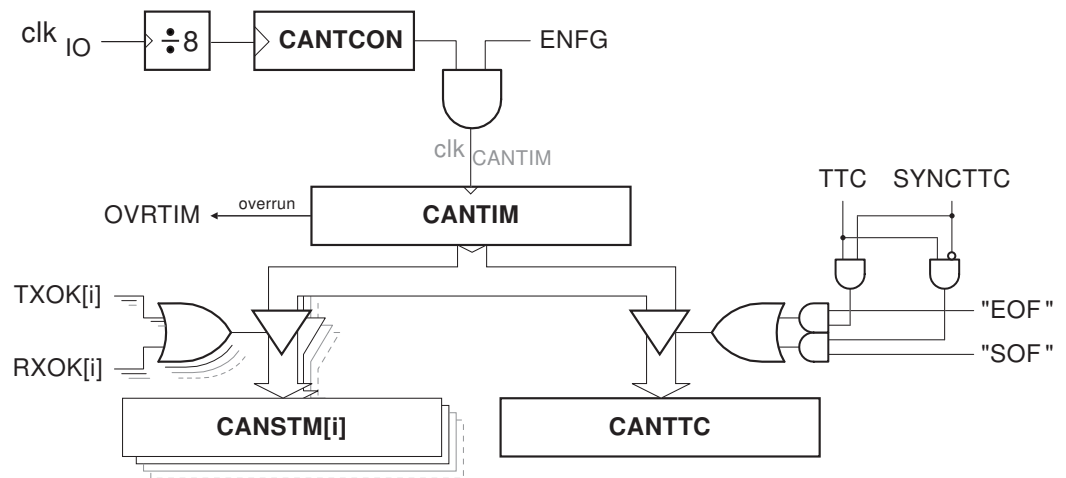 clk IO ÷8 CANTCON ENFG
clk CANTIM
TTC SYNCTTC
OVRTIM overrun CANTIM
TXOK[i]
"EOF"
RXOK[i]
"SOF"
CANSTM[i] CANTTC